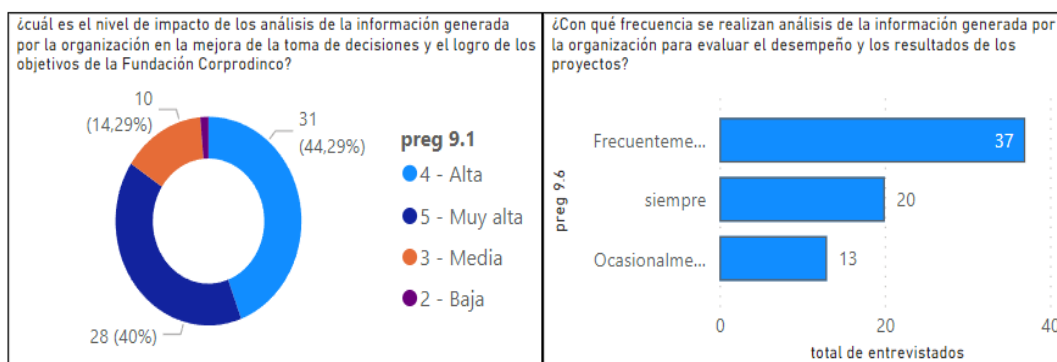 ¿cuál es el nivel de impacto de los análisis de la información generada
por la organización en la mejora de la toma de decisiones y el logro de los
objetivos de la Fundación Corprodinco?
10
(14,29%)
31
(44,29%)
28 (40%)
preg 9.1
4 - Alta
5 - Muy alta
3 - Media
2 - Baja
¿Con qué frecuencia se realizan análisis de la información generada por
la organización para evaluar el desempeño y los resultados de los
proyectos?
preg 9.6
Frecuenteme... 37
siempre 20
Ocasionalme... 13
0 20 40
total de entrevistados